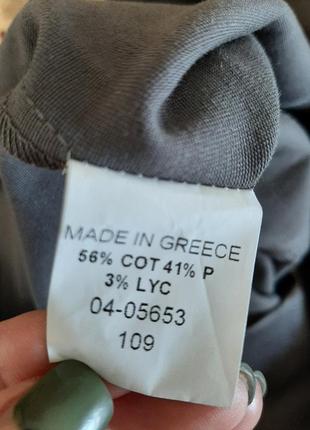 MADE IN GREECE
56% COT 41% P
3% LYC
04-05653
109